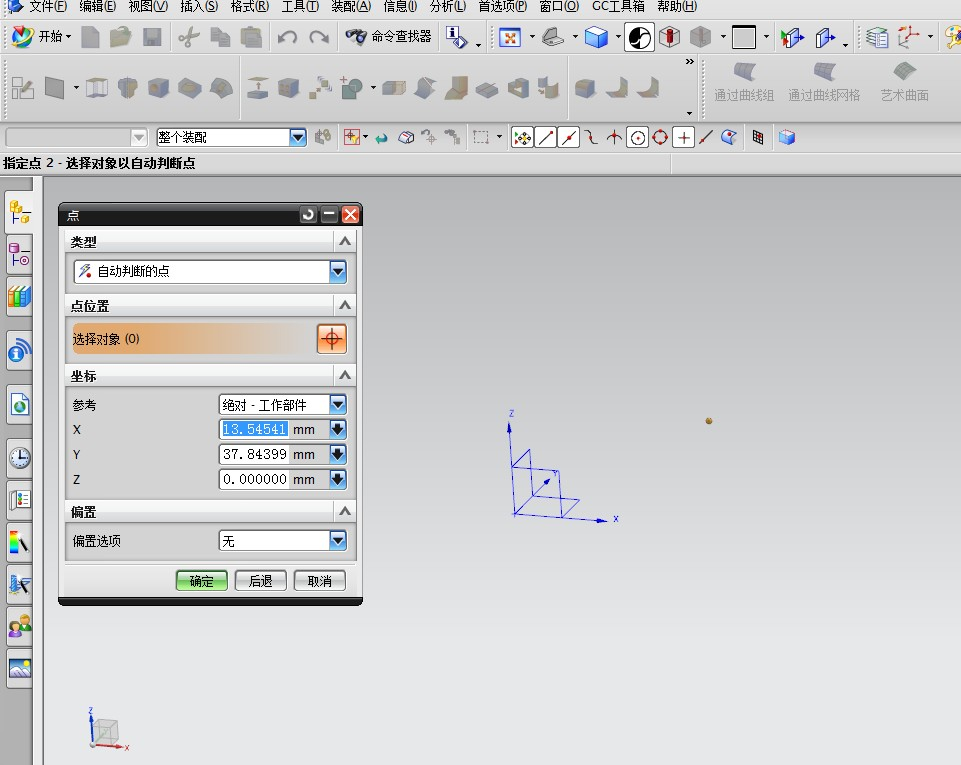 文件(F) 编辑(E) 视图(V) 插入(S) 格式(R) 工具(T) 装配(A) 信息(I) 分析(L) 首选项(P) 窗口(O) GC工具箱 帮助(H)
开始 命令查找器
通过曲线组 通过曲线网格 艺术曲面
整个装配
指定点 2 - 选择对象以自动判断点
点
类型
自动判断的点
点位置
选择对象 (0)
坐标
参考 绝对 - 工作部件
X 13.54541 mm
Y 37.84399 mm
Z 0.000000 mm
偏置
偏置选项 无
确定 后退 取消
Z
Y
X
Z
X